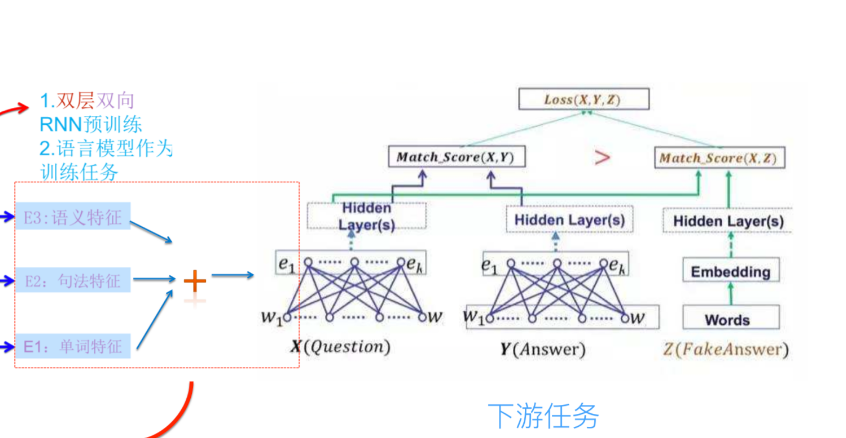 1.双层双向
RNN预训练
2.语言模型作为
训练任务
E3:语义特征
E2：句法特征
E1：单词特征
+
Loss(X,Y,Z)
Match_Score(X,Y)
>
Match_Score(X,Z)
Hidden
Layer(s)
Hidden Layer(s)
Hidden Layer(s)
e1 ····· ····· ek
e1 ····· ····· ek
Embedding
w1 ····· ····· w
w1 ····· ····· w
Words
X(Question)
Y(Answer)
Z(FakeAnswer)
下游任务